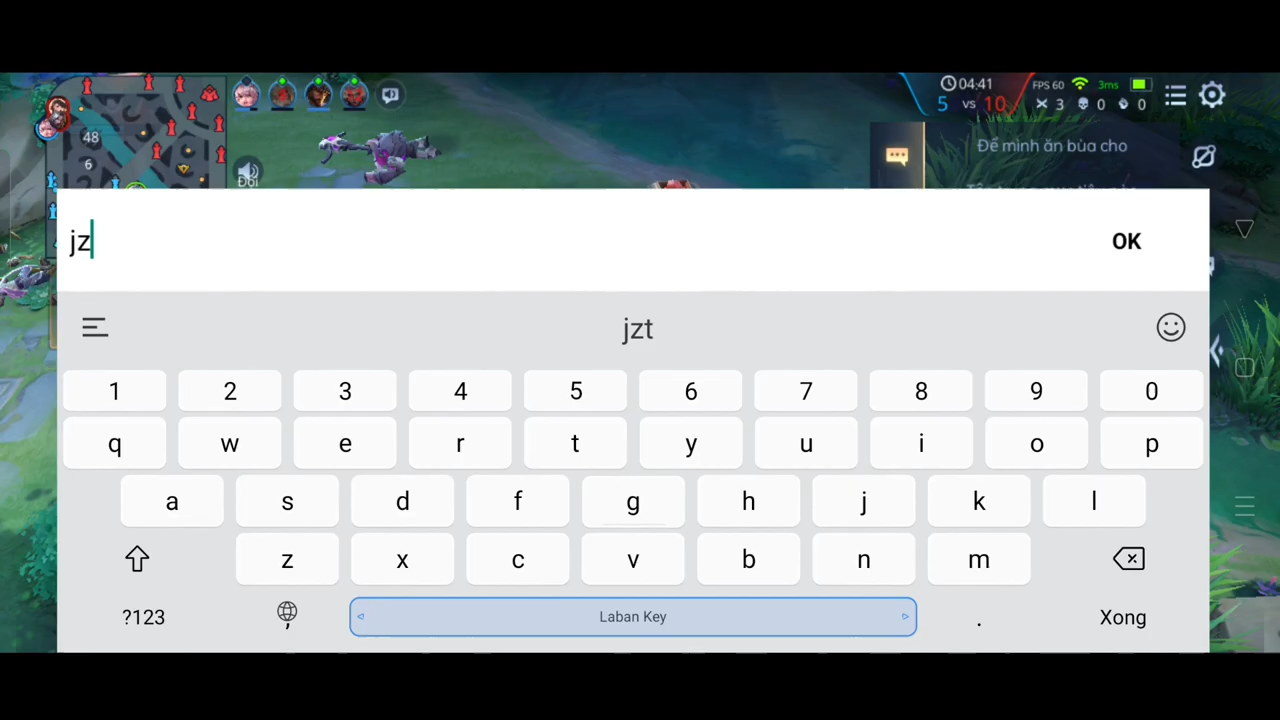 04:41
FPS 60
3ms
5 vs 10
3
0
0
48
6
Đội
Để mình ăn bùa cho
jz
OK
jzt
1 2 3 4 5 6 7 8 9 0
q w e r t y u i o p
a s d f g h j k l
z x c v b n m
?123
,
Laban Key
.
Xong